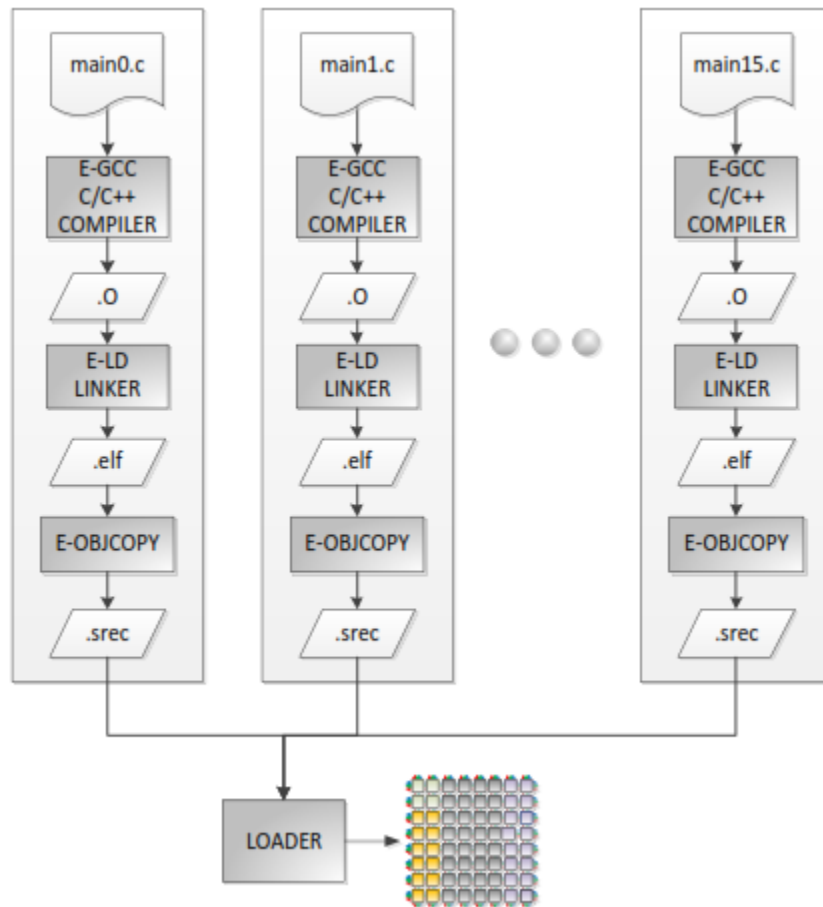 main0.c
E-GCC
C/C++
COMPILER
.O
E-LD
LINKER
.elf
E-OBJCOPY
.srec
main1.c
E-GCC
C/C++
COMPILER
.O
E-LD
LINKER
.elf
E-OBJCOPY
.srec
main15.c
E-GCC
C/C++
COMPILER
.O
E-LD
LINKER
.elf
E-OBJCOPY
.srec
LOADER